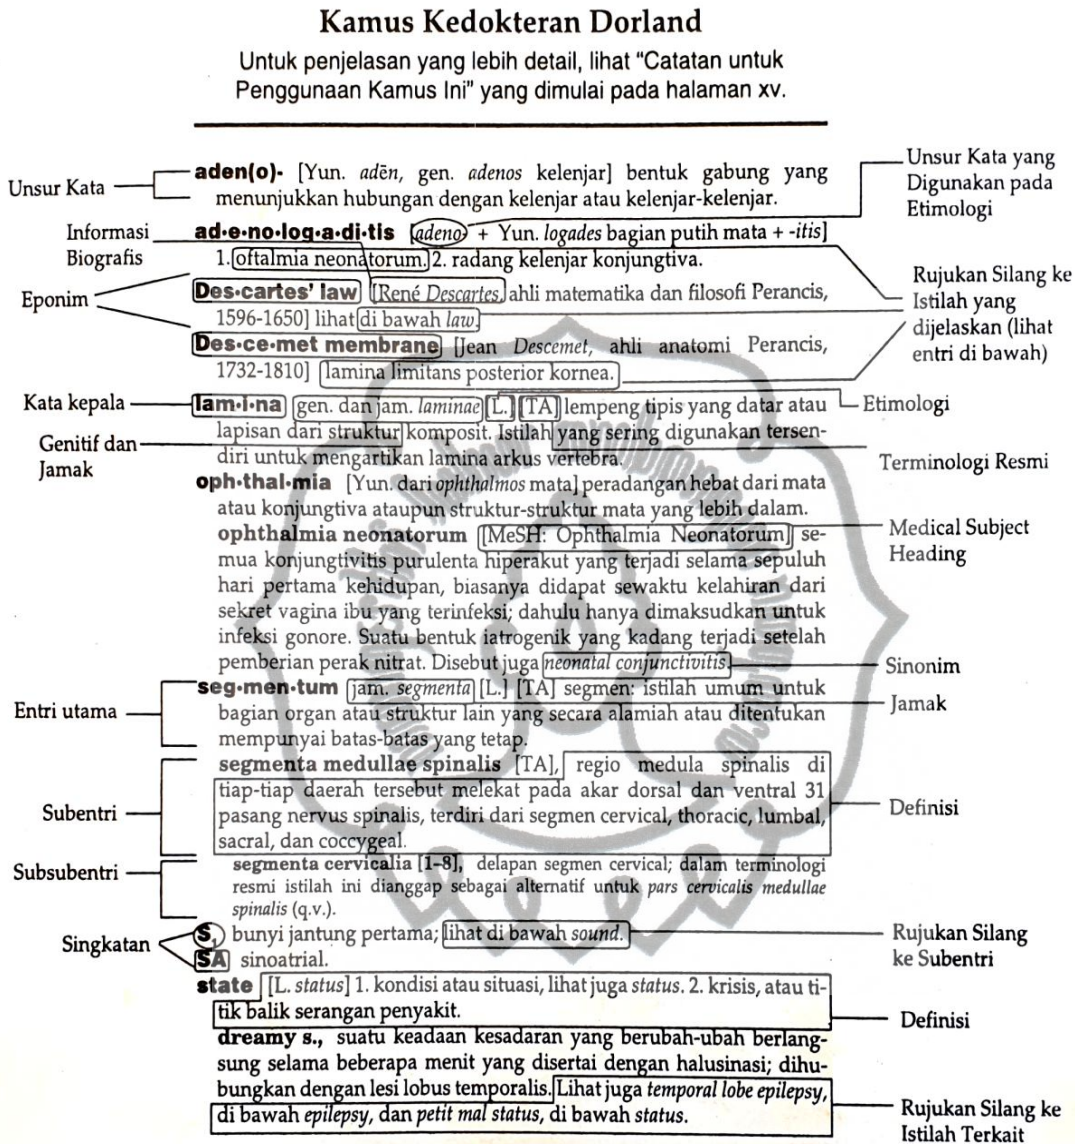 Kamus Kedokteran Dorland
Untuk penjelasan yang lebih detail, lihat “Catatan untuk
Penggunaan Kamus Ini” yang dimulai pada halaman xv.
Unsur Kata
aden(o)- [Yun. adēn, gen. adenos kelenjar] bentuk gabung yang
menunjukkan hubungan dengan kelenjar atau kelenjar-kelenjar.
Unsur Kata yang
Digunakan pada
Etimologi
Informasi
Biografis
ad·e·no·log·a·di·tis [adeno + Yun. logades bagian putih mata + -itis]
1. oftalmia neonatorum. 2. radang kelenjar konjungtiva.
Eponim
Des·cartes’ law [René Descartes, ahli matematika dan filosofi Perancis,
1596-1650] lihat di bawah law.
Des·ce·met membrane [Jean Descemet, ahli anatomi Perancis,
1732-1810] lamina limitans posterior kornea.
Rujukan Silang ke
Istilah yang
dijelaskan (lihat
entri di bawah)
Kata kepala
Genitif dan
Jamak
lam·i·na gen. dan jam. laminae [L.] [TA] lempeng tipis yang datar atau
lapisan dari struktur komposit. Istilah yang sering digunakan tersen-
diri untuk mengartikan lamina arkus vertebra.
Etimologi
Terminologi Resmi
oph·thal·mia [Yun. dari ophthalmos mata] peradangan hebat dari mata
atau konjungtiva ataupun struktur-struktur mata yang lebih dalam.
ophthalmia neonatorum [MeSH: Ophthalmia Neonatorum] se-
mua konjungtivitis purulenta hiperakut yang terjadi selama sepuluh
hari pertama kehidupan, biasanya didapat sewaktu kelahiran dari
sekret vagina ibu yang terinfeksi; dahulu hanya dimaksudkan untuk
infeksi gonore. Suatu bentuk iatrogenik yang kadang terjadi setelah
pemberian perak nitrat. Disebut juga neonatal conjunctivitis.
Medical Subject
Heading
Sinonim
Entri utama
seg·men·tum jam. segmenta [L.] [TA] segmen: istilah umum untuk
bagian organ atau struktur lain yang secara alamiah atau ditentukan
mempunyai batas-batas yang tetap.
Jamak
Subentri
segmenta medullae spinalis [TA], regio medula spinalis di
tiap-tiap daerah tersebut melekat pada akar dorsal dan ventral 31
pasang nervus spinalis, terdiri dari segmen cervical, thoracic, lumbal,
sacral, dan coccygeal.
Definisi
Subsubentri
segmenta cervicalia [1–8], delapan segmen cervical; dalam terminologi
resmi istilah ini dianggap sebagai alternatif untuk pars cervicalis medullae
spinalis (q.v.).
Singkatan
S₁ bunyi jantung pertama; lihat di bawah sound.
SA sinoatrial.
Rujukan Silang
ke Subentri
state [L. status] 1. kondisi atau situasi, lihat juga status. 2. krisis, atau ti-
tik balik serangan penyakit.
Definisi
dreamy s., suatu keadaan kesadaran yang berubah-ubah berlang-
sung selama beberapa menit yang disertai dengan halusinasi; dihu-
bungkan dengan lesi lobus temporalis. Lihat juga temporal lobe epilepsy,
di bawah epilepsy, dan petit mal status, di bawah status.
Rujukan Silang ke
Istilah Terkait